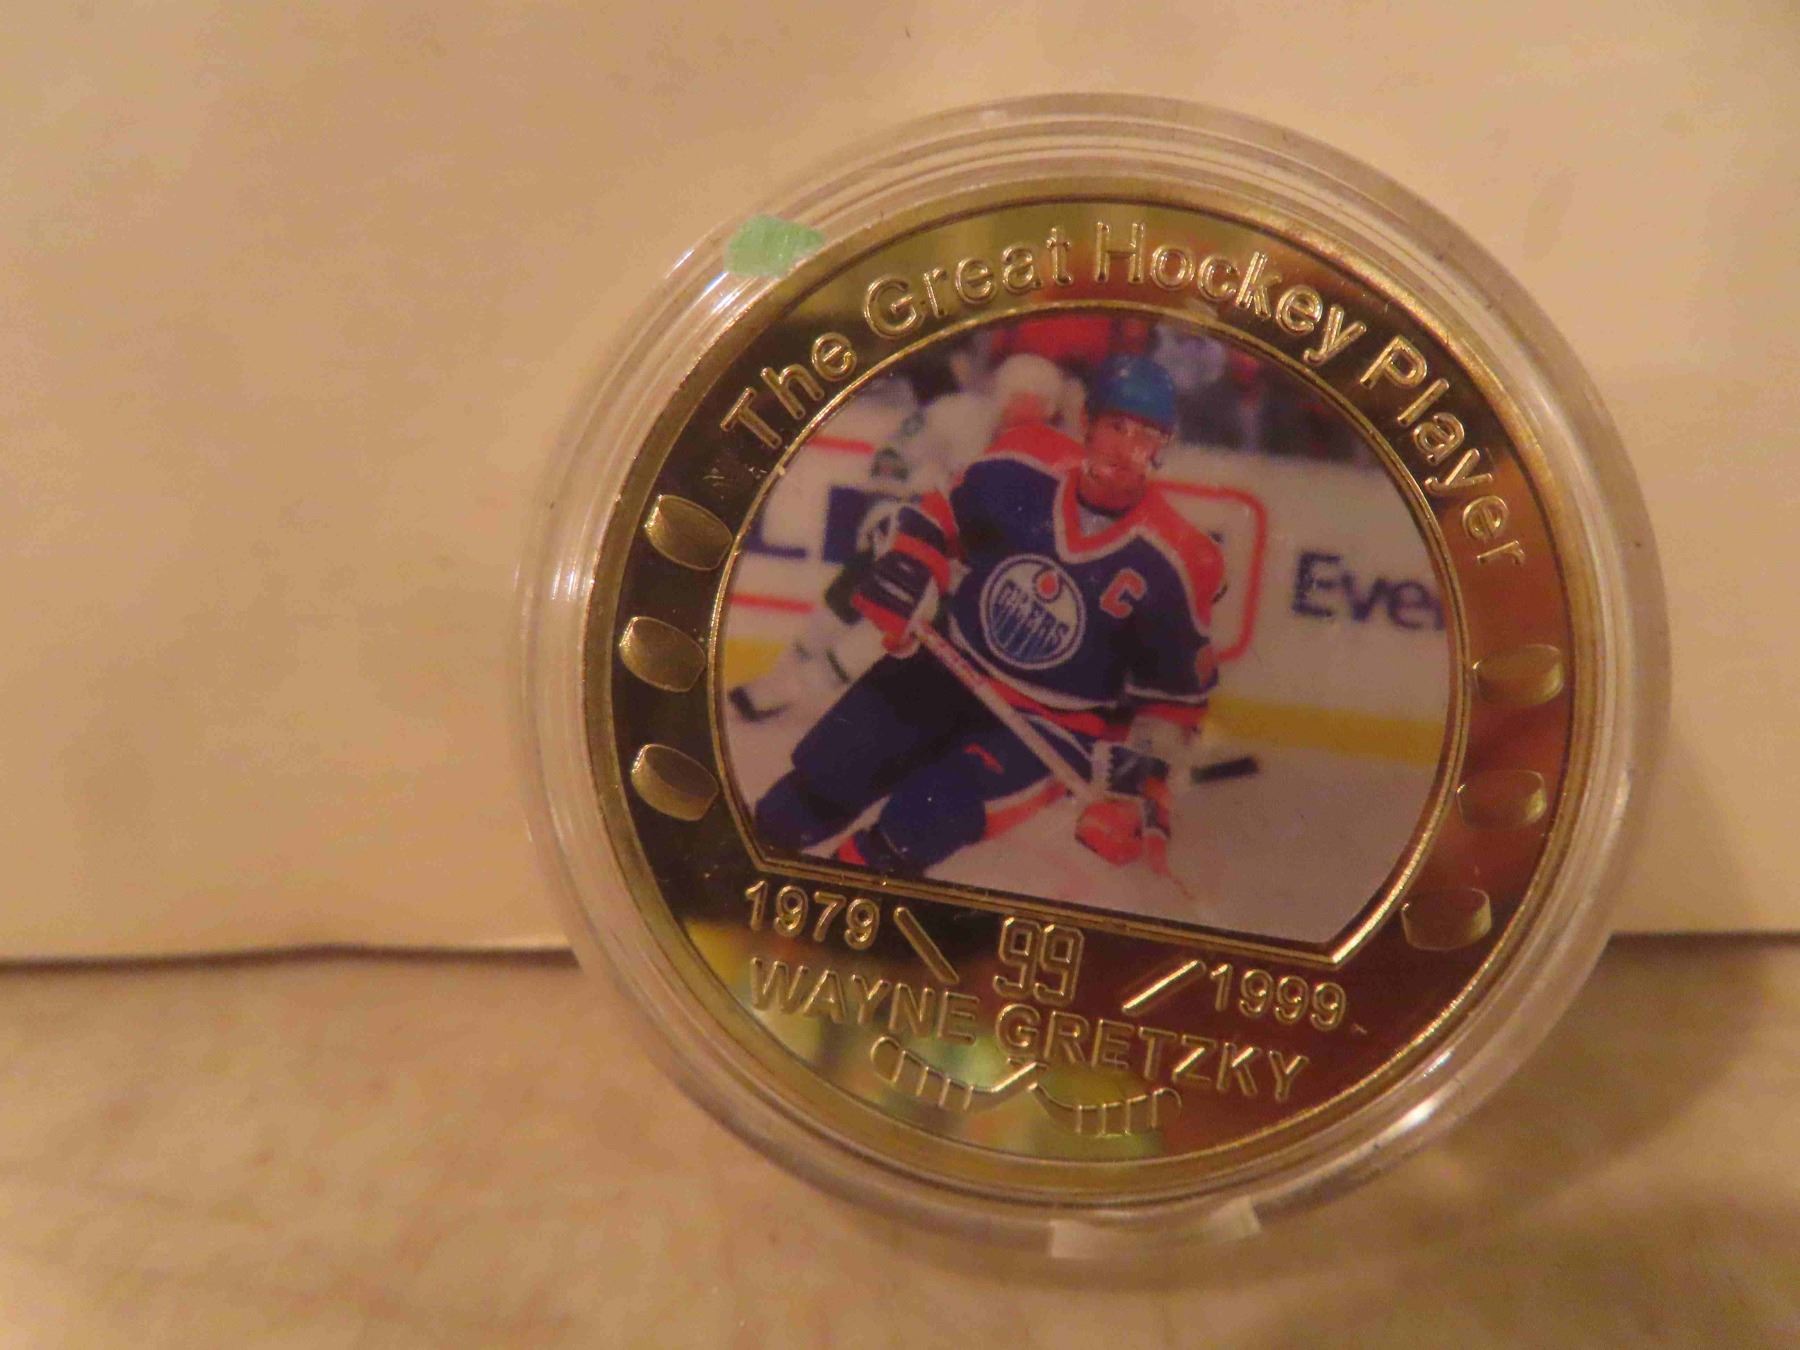 The Great Hockey Player
Ever
OILERS
C
1979 99 1999
WAYNE GRETZKY